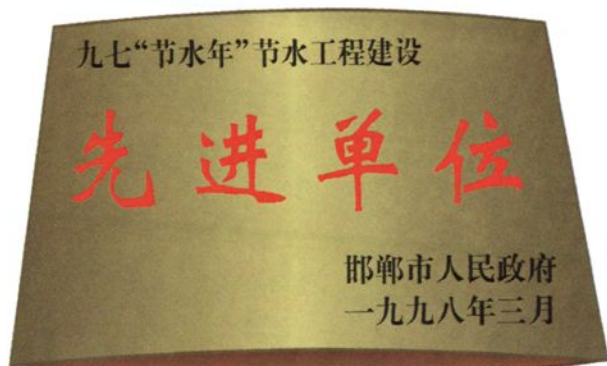 九七“节水年”节水工程建设
先进单位
邯郸市人民政府
一九九八年三月